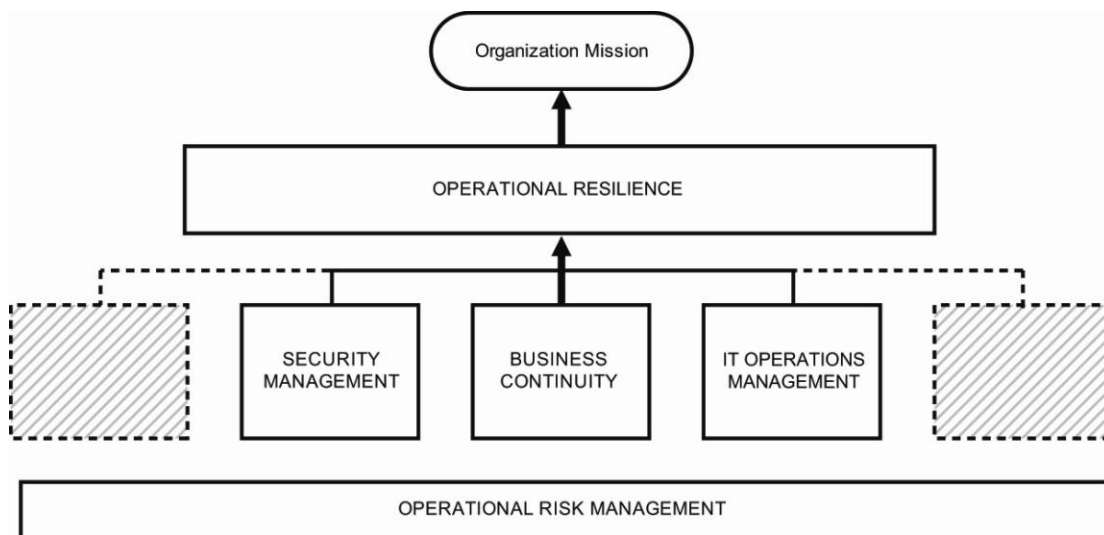 Organization Mission
OPERATIONAL RESILIENCE
SECURITY
MANAGEMENT
BUSINESS
CONTINUITY
IT OPERATIONS
MANAGEMENT
OPERATIONAL RISK MANAGEMENT